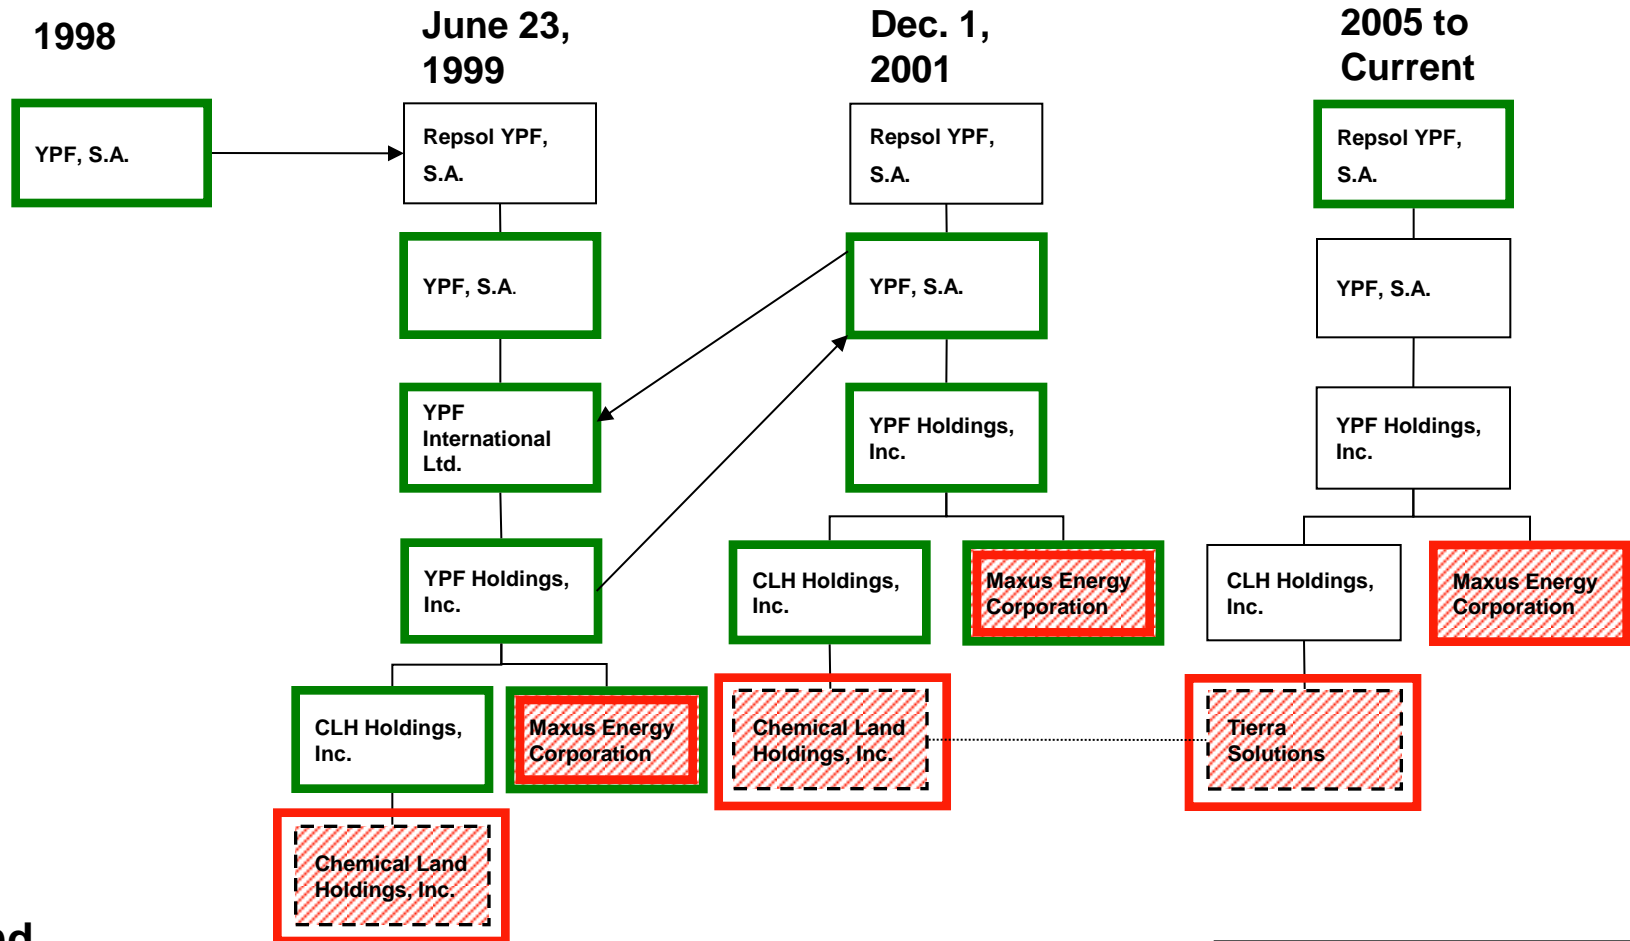 1998
June 23,
1999
Dec. 1,
2001
2005 to
Current
YPF, S.A.
Repsol YPF,
S.A.
YPF, S.A.
YPF
International
Ltd.
YPF Holdings,
Inc.
CLH Holdings,
Inc.
Maxus Energy
Corporation
Chemical Land
Holdings, Inc.
Repsol YPF,
S.A.
YPF, S.A.
YPF Holdings,
Inc.
CLH Holdings,
Inc.
Maxus Energy
Corporation
Chemical Land
Holdings, Inc.
Repsol YPF,
S.A.
YPF, S.A.
YPF Holdings,
Inc.
CLH Holdings,
Inc.
Maxus Energy
Corporation
Tierra
Solutions